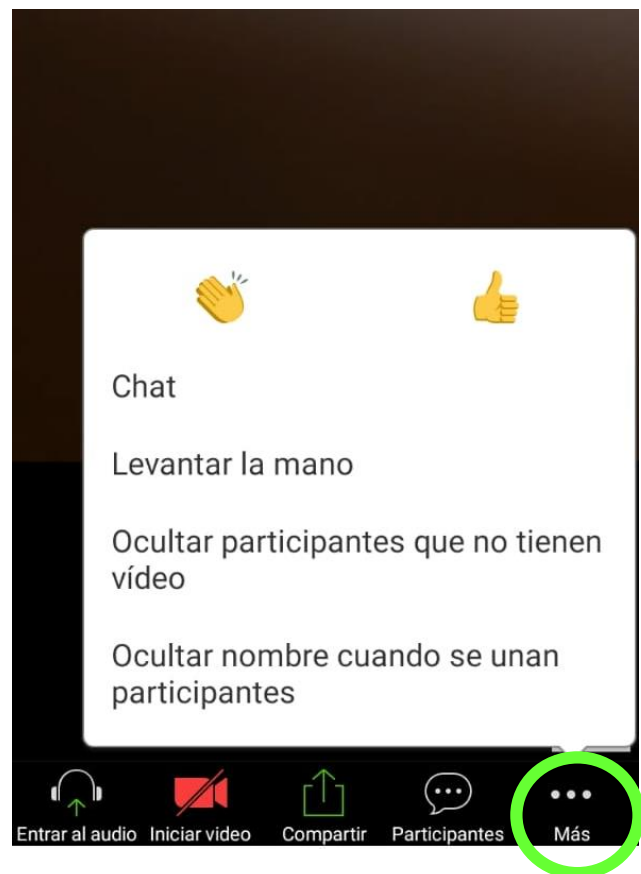 Chat
Levantar la mano
Ocultar participantes que no tienen
vídeo
Ocultar nombre cuando se unan
participantes
Entrar al audio Iniciar video Compartir Participantes Más